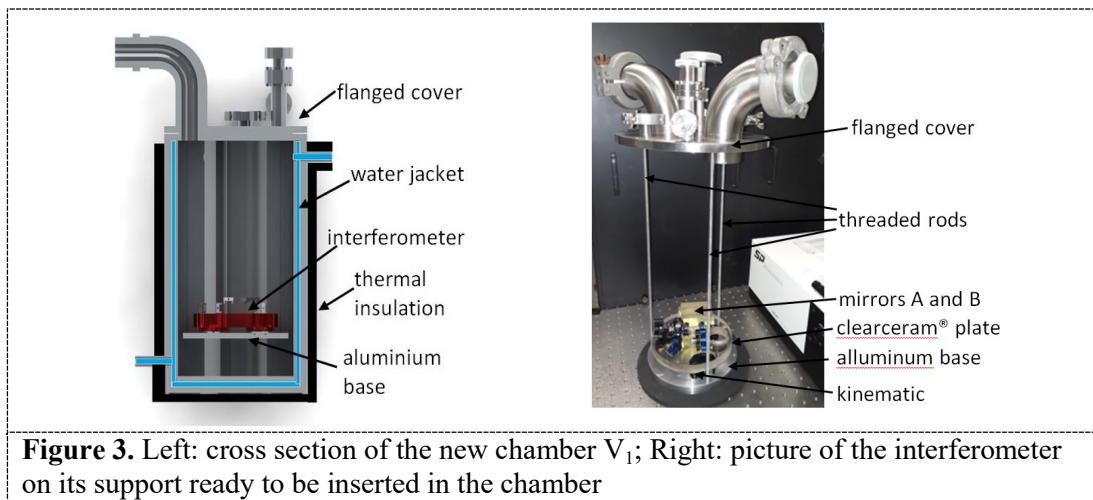 flanged cover
water jacket
interferometer
thermal
insulation
aluminium
base
flanged cover
threaded rods
SP
mirrors A and B
clearceram® plate
alluminum base
kinematic
Figure 3. Left: cross section of the new chamber V₁; Right: picture of the interferometer
on its support ready to be inserted in the chamber